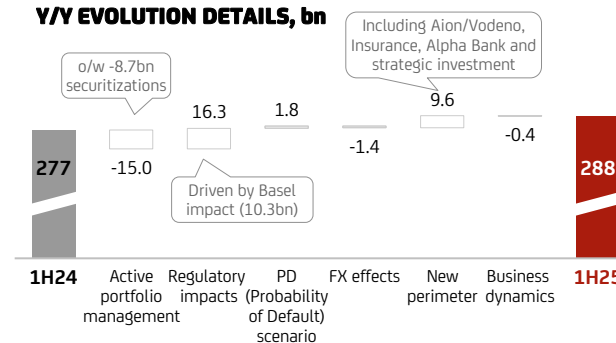 Y/Y EVOLUTION DETAILS, bn
o/w -8.7bn
securitizations
Including Aion/Vodeno,
Insurance, Alpha Bank and
strategic investment
277
-15.0
16.3
Driven by Basel
impact (10.3bn)
1.8
-1.4
9.6
-0.4
288
1H24
Active
portfolio
management
Regulatory
impacts
PD
(Probability
of Default)
scenario
FX effects
New
perimeter
Business
dynamics
1H25